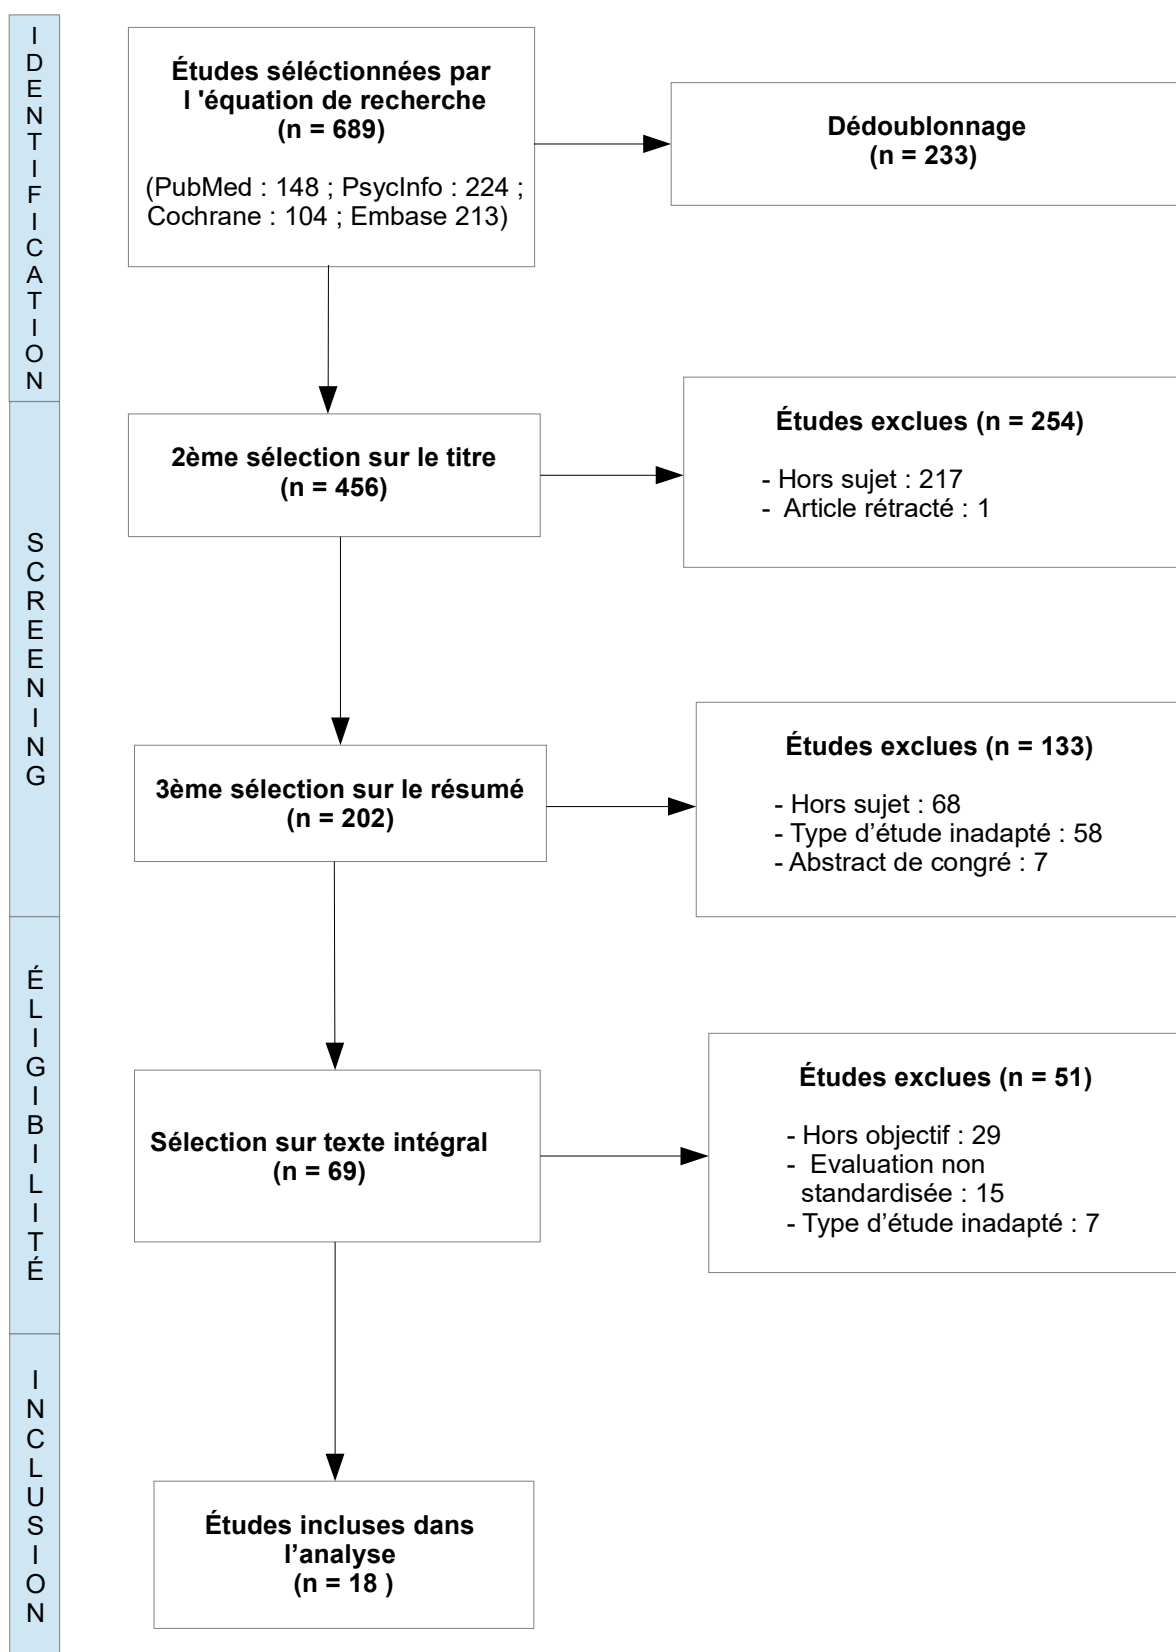 IDENTIFICATION
Études séléctionnées par
l 'équation de recherche
(n = 689)
(PubMed : 148 ; PsycInfo : 224 ;
Cochrane : 104 ; Embase 213)
Dédoublonnage
(n = 233)
SCREENING
2ème sélection sur le titre
(n = 456)
Études exclues (n = 254)
- Hors sujet : 217
- Article rétracté : 1
3ème sélection sur le résumé
(n = 202)
Études exclues (n = 133)
- Hors sujet : 68
- Type d’étude inadapté : 58
- Abstract de congré : 7
ÉLIGIBILITÉ
Sélection sur texte intégral
(n = 69)
Études exclues (n = 51)
- Hors objectif : 29
- Evaluation non
standardisée : 15
- Type d’étude inadapté : 7
INCLUSION
Études incluses dans
l’analyse
(n = 18 )